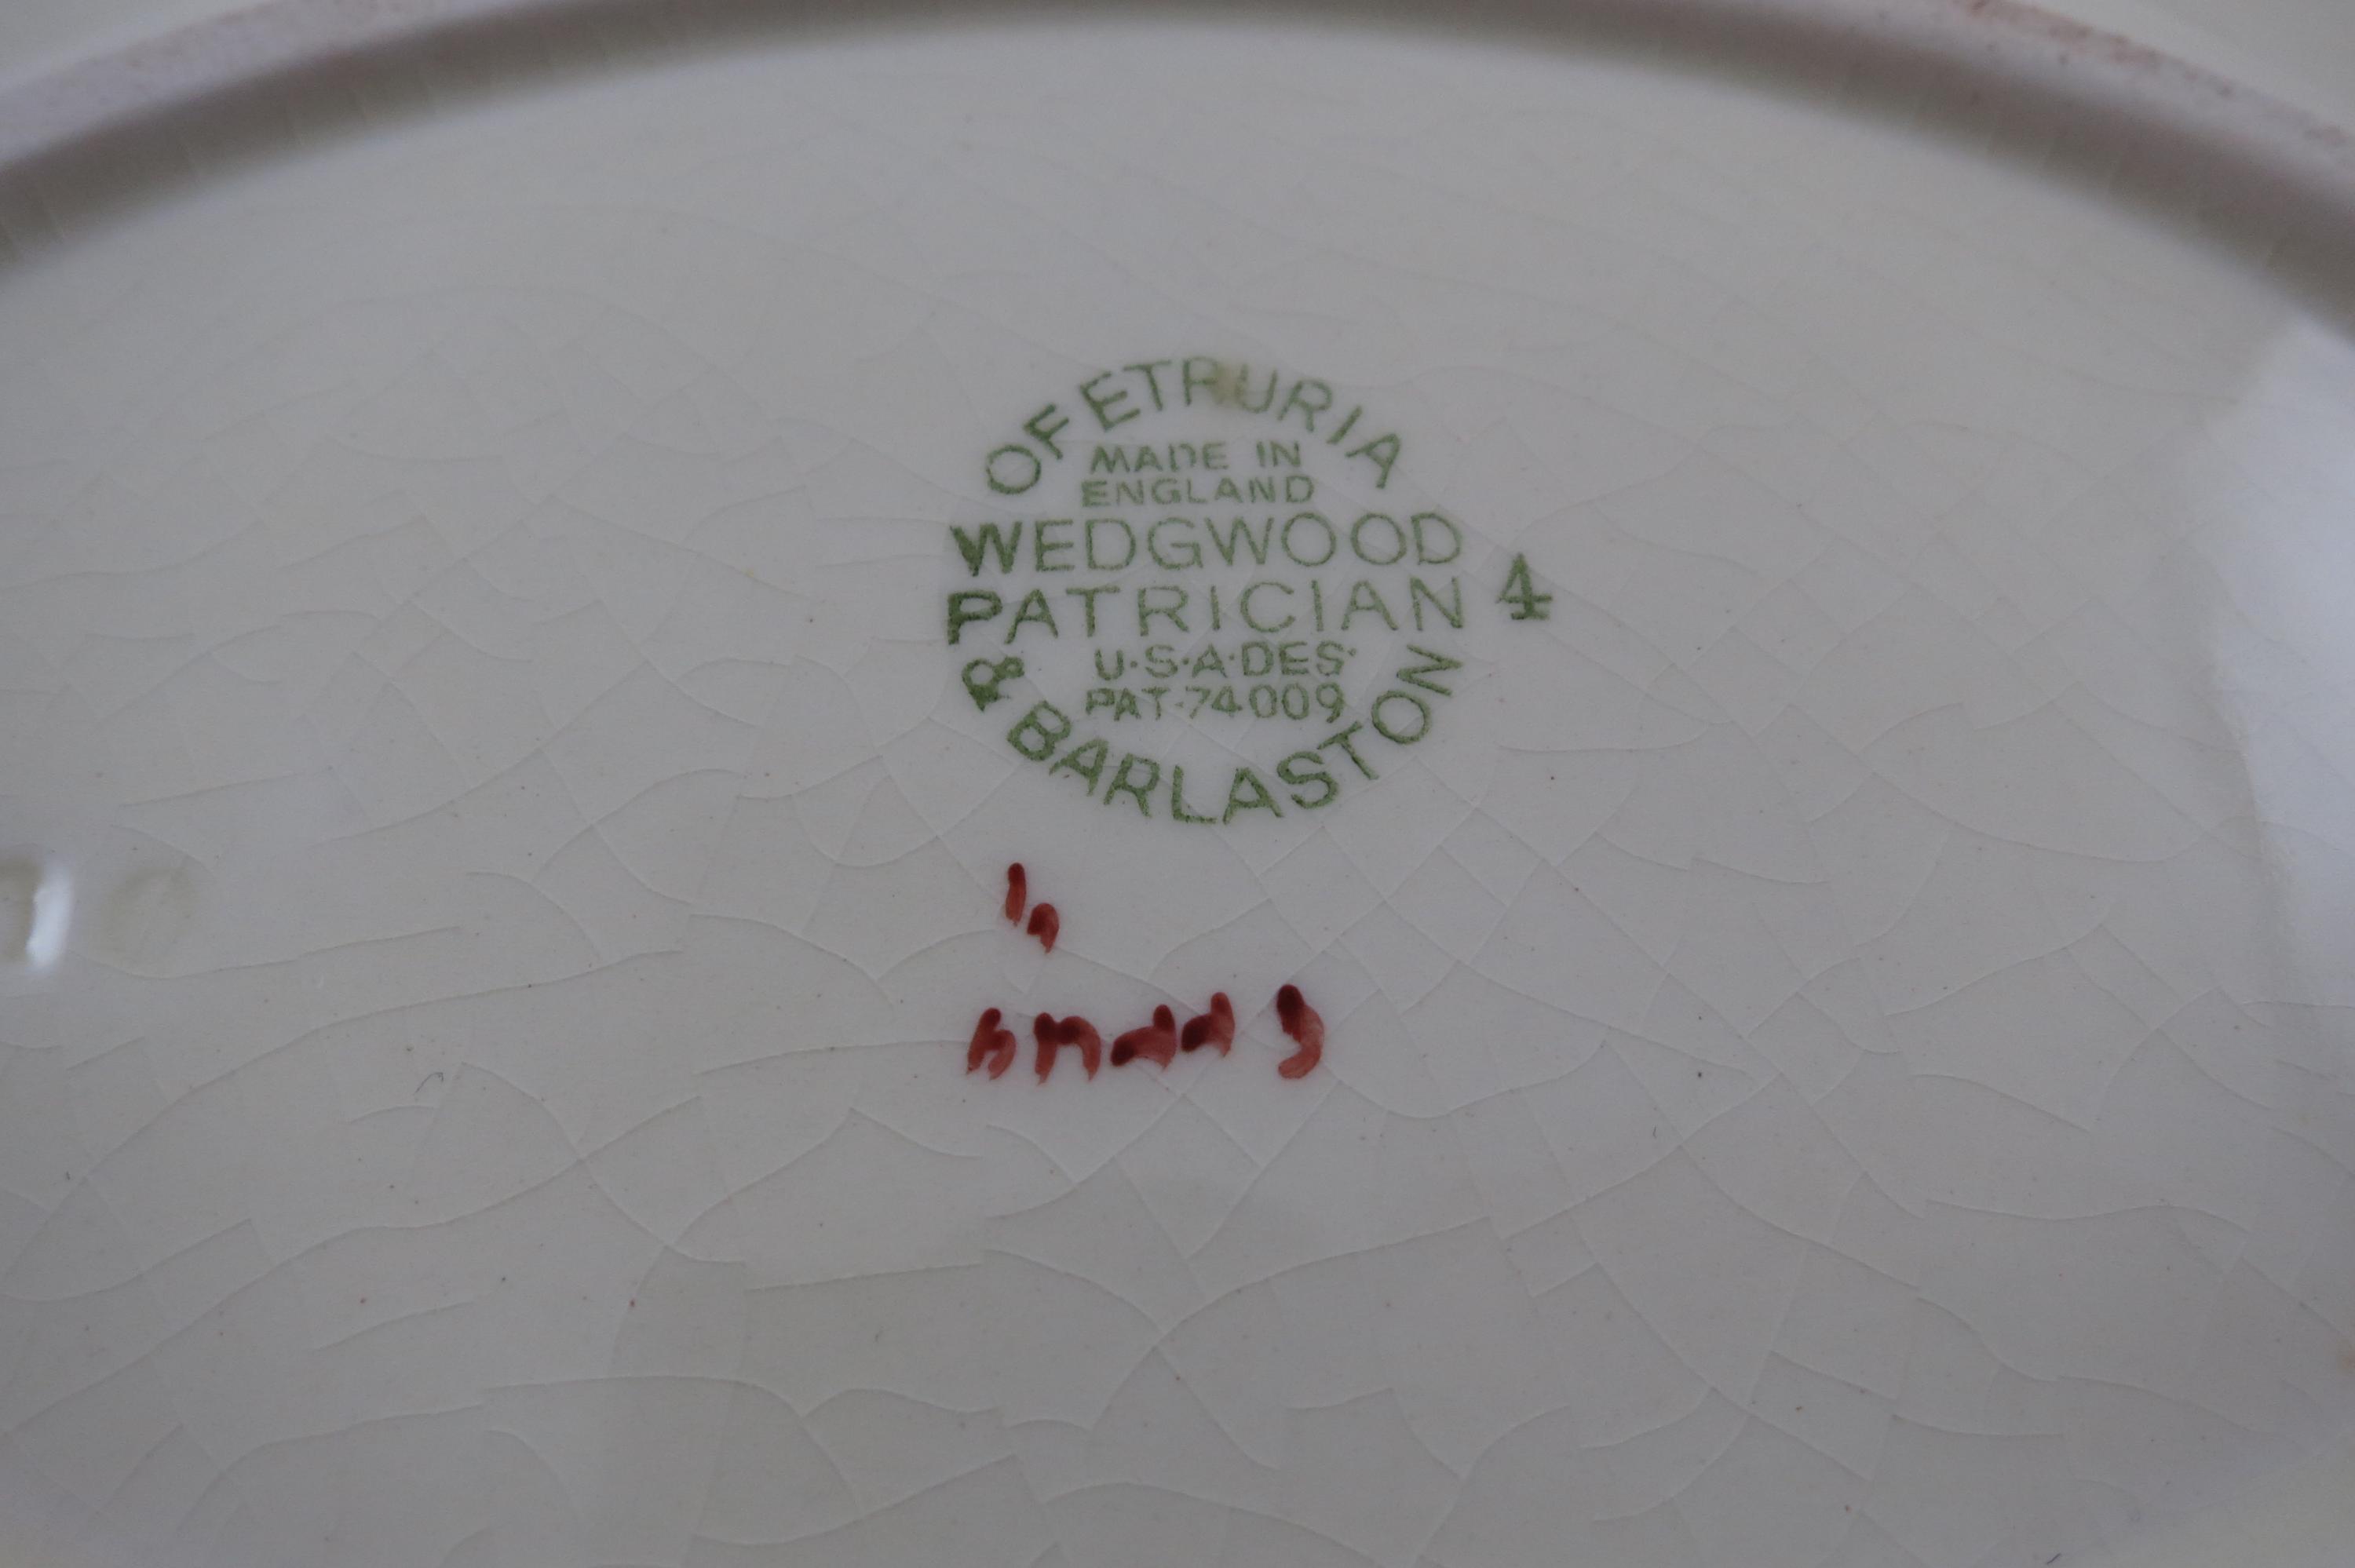 OF ETRURIA
MADE IN
ENGLAND
WEDGWOOD
PATRICIAN 4
U·S·A·DES·
PAT·74009
& BARLASTON